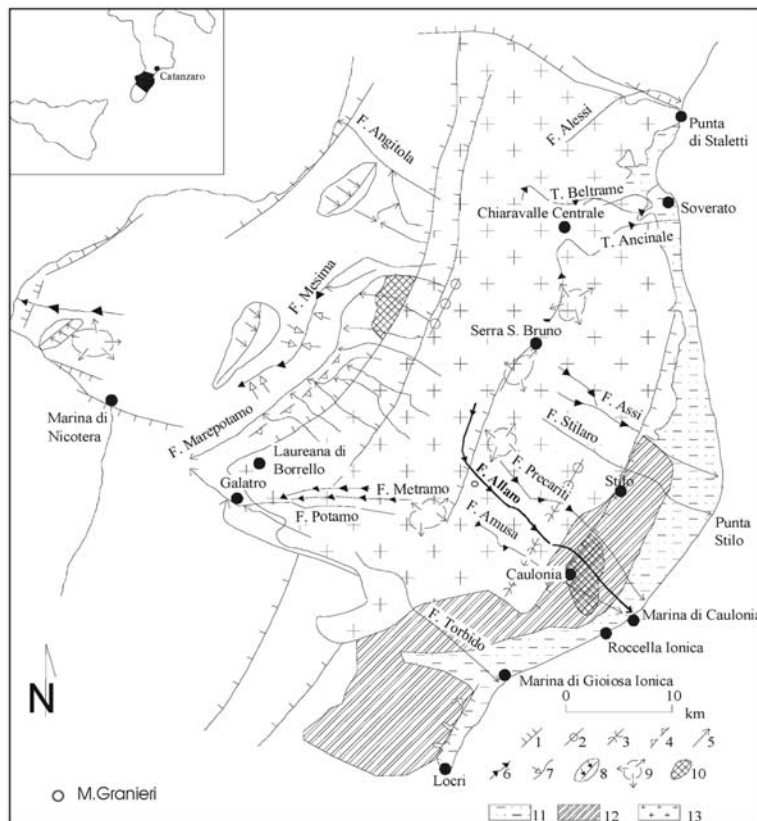 Catanzaro
F. Angitola
F. Alessi
Punta
di Staletti
T. Beltrame
Chiaravalle Centrale
Soverato
T. Ancinale
F. Mesima
Serra S. Bruno
Marina di
Nicotera
F. Assi
F. Stilaro
F. Marepotamo
Laureana di
Borrello
Galatro
F. Metramo
F. Potamo
F. Precariti
F. Allaro
F. Amusa
Stilo
Punta
Stilo
Caulonia
F. Torbido
Marina di Caulonia
Roccella Ionica
Marina di Gioiosa Ionica
0 10
km
N
1 2 3 4 5
6 7 8 9 10
Locri
M.Granieri
11 12 13